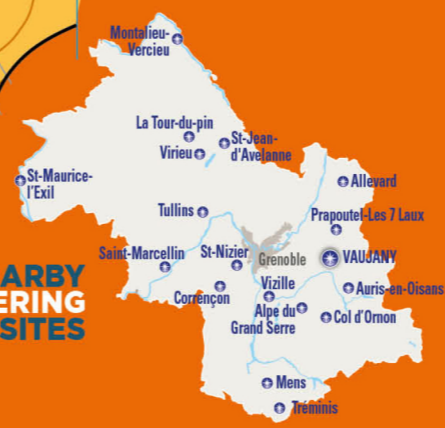 Montalieu-
Vercieu
La Tour-du-pin
St-Jean-
d'Avelanne
Virieu
St-Maurice-
l'Exil
Allevard
Tullins
Prapoutel-Les 7 Laux
Saint-Marcellin
St-Nizier
Grenoble
VAUJANY
Corrençon
Vizille
Auris-en-Oisans
Alpe du
Grand Serre
Col d'Ornon
ARBY
ERING
SITES
Mens
Tréminis